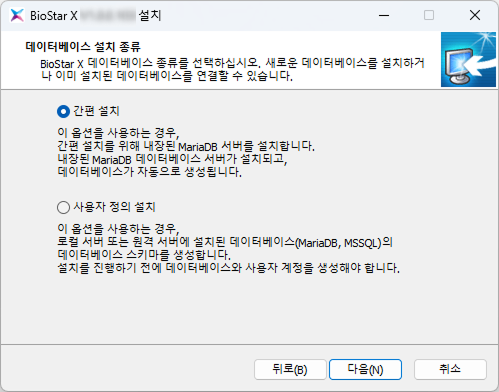 BioStar X 설치
데이터베이스 설치 종류
BioStar X 데이터베이스 종류를 선택하십시오. 새로운 데이터베이스를 설치하거
나 이미 설치된 데이터베이스를 연결할 수 있습니다.
간편 설치
이 옵션을 사용하는 경우,
간편 설치를 위해 내장된 MariaDB 서버를 설치합니다.
내장된 MariaDB 데이터베이스 서버가 설치되고,
데이터베이스가 자동으로 생성됩니다.
사용자 정의 설치
이 옵션을 사용하는 경우,
로컬 서버 또는 원격 서버에 설치된 데이터베이스(MariaDB, MSSQL)의
데이터베이스 스키마를 생성합니다.
설치를 진행하기 전에 데이터베이스와 사용자 계정을 생성해야 합니다.
뒤로(B)
다음(N)
취소